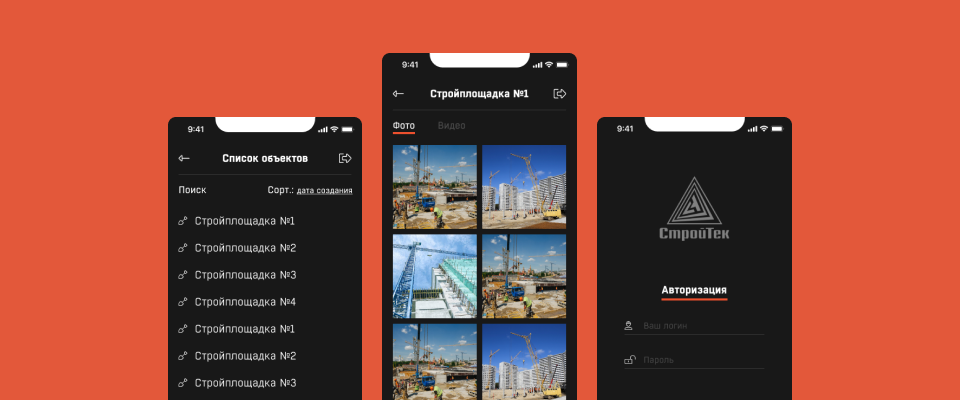 9:41
Список объектов
Поиск
Сорт.: дата создания
Стройплощадка №1
Стройплощадка №2
Стройплощадка №3
Стройплощадка №4
Стройплощадка №1
Стройплощадка №2
Стройплощадка №3
9:41
Стройплощадка №1
Фото
Видео
9:41
СтройТек
Авторизация
Ваш логин
Пароль